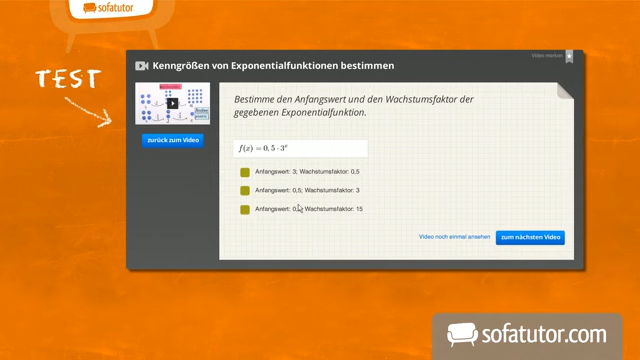 sofatutor
TEST
Video merken
Kenngrößen von Exponentialfunktionen bestimmen
Bestimme den Anfangswert und den Wachstumsfaktor der
gegebenen Exponentialfunktion.
zurück zum Video
f(x) = 0,5 · 3ˣ
Anfangswert: 3; Wachstumsfaktor: 0,5
Anfangswert: 0,5; Wachstumsfaktor: 3
Anfangswert: 0, Wachstumsfaktor: 15
Video noch einmal ansehen
zum nächsten Video
sofatutor.com